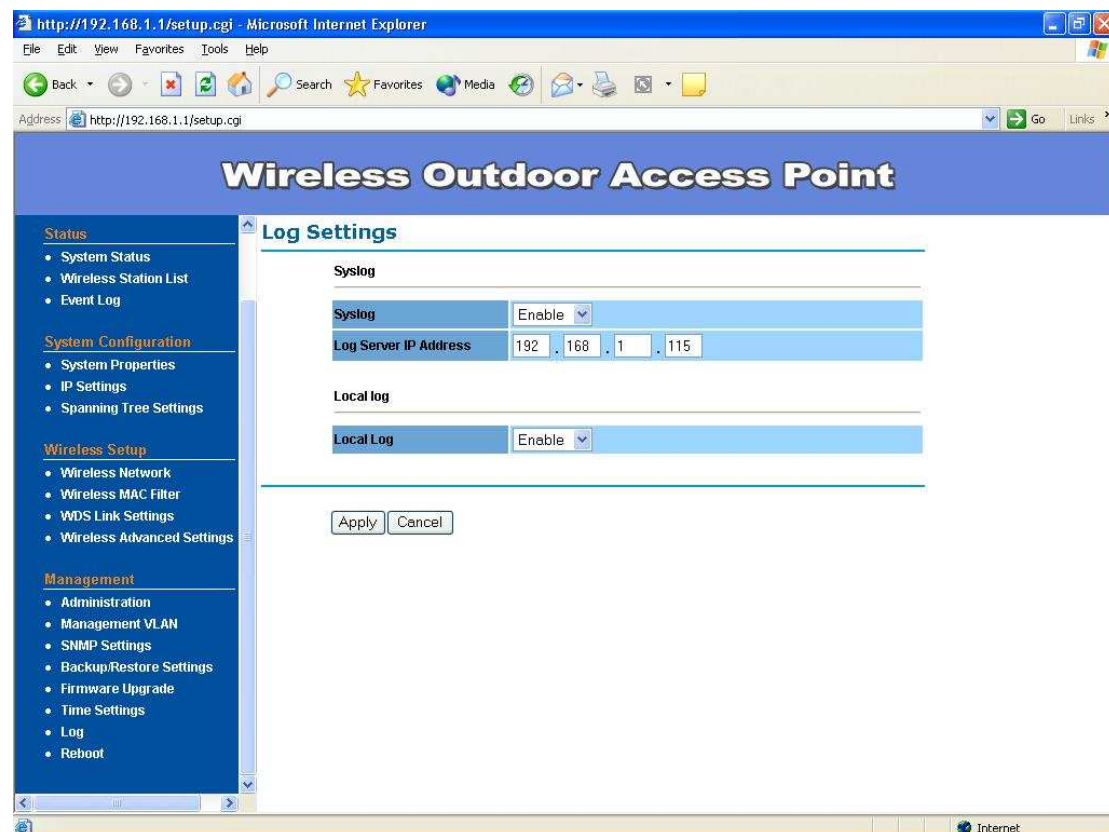 http://192.168.1.1/setup.cgi - Microsoft Internet Explorer
File Edit View Favorites Tools Help
Back Search Favorites Media
Address http://192.168.1.1/setup.cgi Go Links
Wireless Outdoor Access Point
Status
• System Status
• Wireless Station List
• Event Log
System Configuration
• System Properties
• IP Settings
• Spanning Tree Settings
Wireless Setup
• Wireless Network
• Wireless MAC Filter
• WDS Link Settings
• Wireless Advanced Settings
Management
• Administration
• Management VLAN
• SNMP Settings
• Backup/Restore Settings
• Firmware Upgrade
• Time Settings
• Log
• Reboot
Log Settings
Syslog
Syslog Enable
Log Server IP Address 192 . 168 . 1 . 115
Local log
Local Log Enable
Apply Cancel
Internet